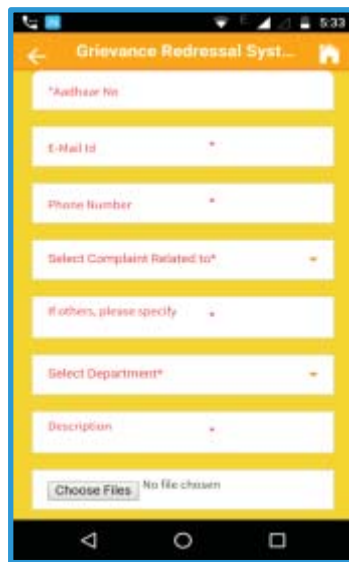 5:33
Grievance Redressal Syst...
*Aadhaar No
E-Mail Id *
Phone Number *
Select Complaint Related to*
If others, please specify *
Select Department*
Description *
Choose Files No file chosen